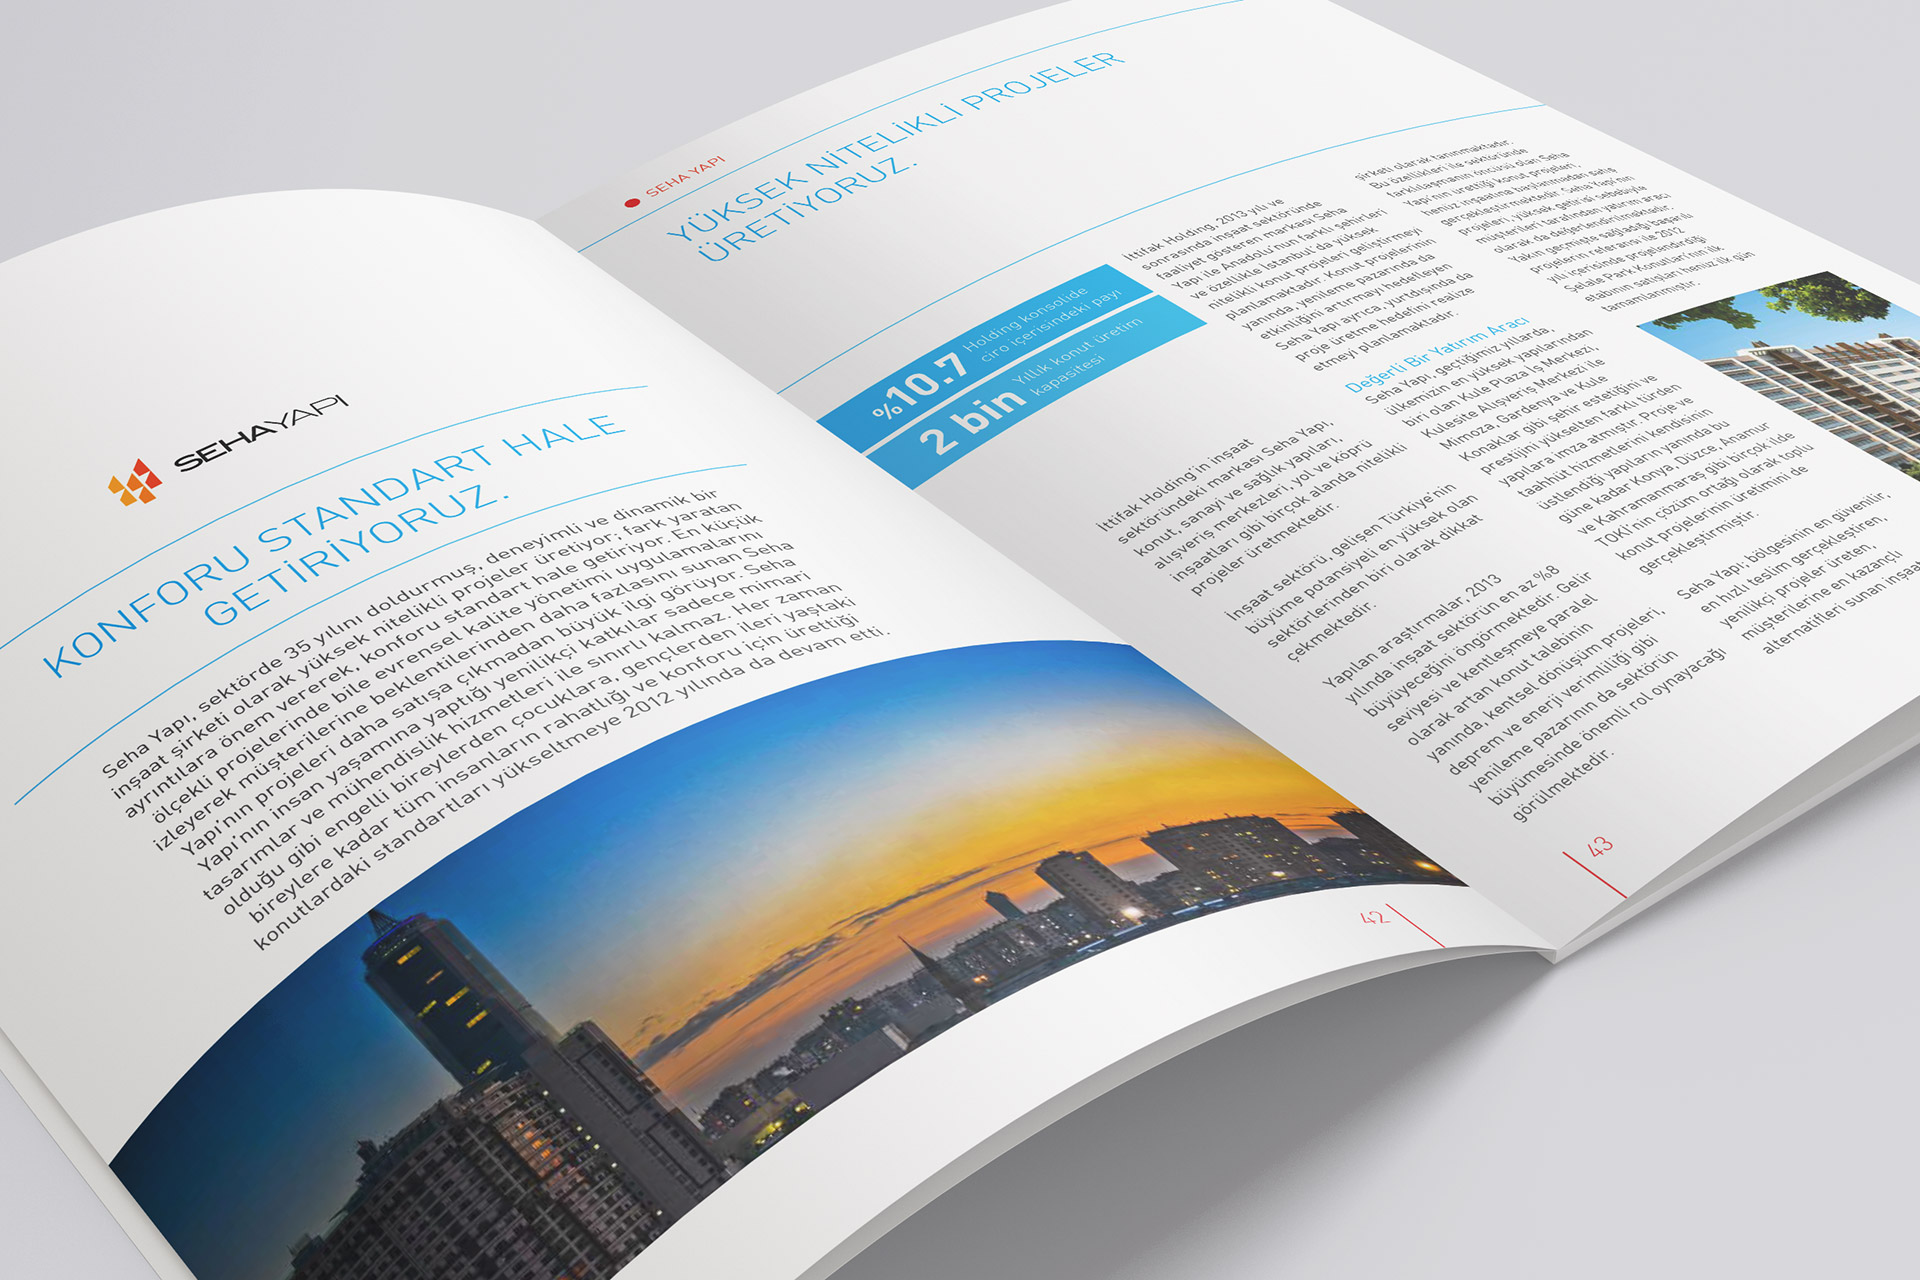 SEHAYAPI
KONFORU STANDART HALE
GETİRİYORUZ.
Seha Yapı, sektörde 35 yılını doldurmuş, deneyimli ve dinamik bir
inşaat şirketi olarak yüksek nitelikli projeler üretiyor; fark yaratan
ayrıntılara önem vererek, konforu standart hale getiriyor. En küçük
ölçekli projelerinde bile evrensel kalite yönetimi uygulamalarını
izleyerek müşterilerine beklentilerinden daha fazlasını sunan Seha
Yapı'nın projeleri daha satışa çıkmadan büyük ilgi görüyor. Seha
Yapı'nın insan yaşamına yaptığı yenilikçi katkılar Sadece mimari
tasarımlar ve mühendislik hizmetleri ile sınırlı kalmaz. Her zaman
olduğu gibi engelli bireylerden çocuklara, gençlerden ileri yaştaki
bireylere kadar tüm insanların rahatlığı ve konforu için ürettiği
konutlardaki standartları yükseltmeye 2012 yılında da devam etti.
42
SEHA YAPI
YÜKSEK NİTELİKLİ PROJELER
ÜRETİYORUZ.
%10.7 Holding konsolide
ciro içerisindeki payı
2 bin Yıllık konut üretim
kapasitesi
İttifak Holding'in inşaat
sektöründeki markası Seha Yapı,
konut, sanayi ve sağlık yapıları,
alışveriş merkezleri, yol ve köprü
inşaatları gibi birçok alanda nitelikli
projeler üretmektedir.
İnşaat sektörü, gelişen Türkiye'nin
büyüme potansiyeli en yüksek olan
sektörlerinden biri olarak dikkat
çekmektedir.
Yapılan araştırmalar, 2013
yılında inşaat sektörün en az %8
büyüyeceğini öngörmektedir. Gelir
seviyesi ve kentleşmeye paralel
olarak artan konut talebinin
yanında, kentsel dönüşüm projeleri,
deprem ve enerji verimliliği gibi
yenileme pazarının da sektörün
büyümesinde önemli rol oynayacağı
görülmektedir.
İttifak Holding, 2013 yılı ve
sonrasında inşaat sektöründe
faaliyet gösteren markası Seha
Yapı ile Anadolu'nun farklı şehirleri
ve özellikle İstanbul'da yüksek
nitelikli konut projeleri geliştirmeyi
planlamaktadır. Konut projelerinin
yanında, yenileme pazarında da
etkinliğini artırmayı hedefleyen
Seha Yapı ayrıca, yurtdışında da
proje üretme hedefini realize
etmeyi planlamaktadır.
Değerli Bir Yatırım Aracı
Seha Yapı, geçtiğimiz yıllarda,
ülkemizin en yüksek yapılarından
biri olan Kule Plaza İş Merkezi,
Kulesite Alışveriş Merkezi ile
Mimoza, Gardenya ve Kule
Konaklar gibi şehir estetiğini ve
prestijini yükselten farklı türden
yapılara imza atmıştır. Proje ve
taahhüt hizmetlerini kendisinin
üstlendiği yapıların yanında bu
güne kadar Konya, Düzce, Anamur
ve Kahramanmaraş gibi birçok ilde
TOKİ'nin çözüm ortağı olarak toplu
konut projelerinin üretimini de
gerçekleştirmiştir.
Seha Yapı; bölgesinin en güvenilir,
en hızlı teslim gerçekleştiren,
yenilikçi projeler üreten,
müşterilerine en kazançlı
alternatifleri sunan inşaat
şirketi olarak tanınmaktadır.
Bu özellikleri ile sektöründe
farklılaşmanın öncüsü olan Seha
Yapı'nın ürettiği konut projeleri,
henüz inşaatına başlanmadan satış
gerçekleştirmektedir. Seha Yapı'nın
projeleri, yüksek getirisi sebebiyle
müşterileri tarafından yatırım aracı
olarak da değerlendirilmektedir.
Yakın geçmişte sağladığı başarılı
projelerin referansı ile 2012
yılı içerisinde projelendirdiği
Şelale Park Konutları'nın ilk
etabının satışları henüz ilk gün
tamamlanmıştır.
43